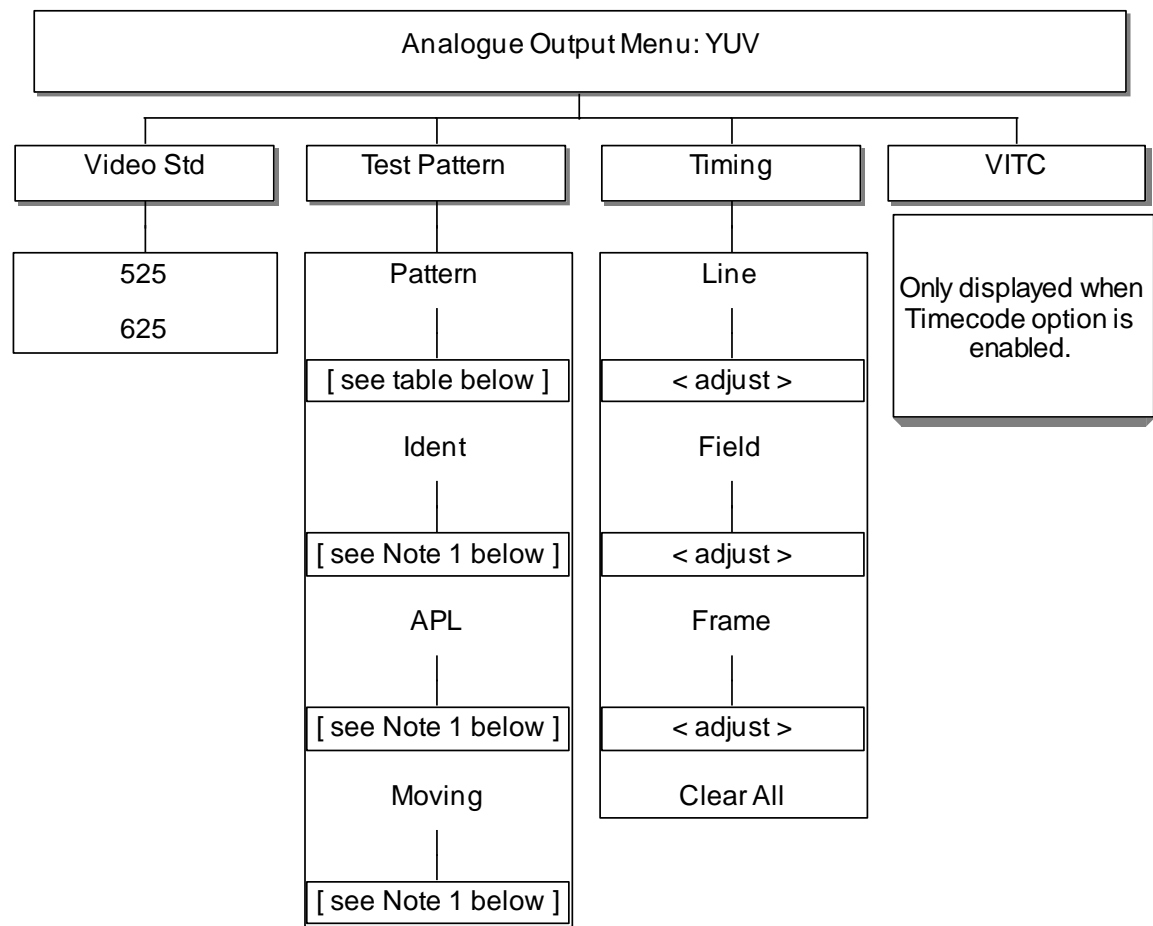 Analogue Output Menu: YUV
Video Std
Test Pattern
Timing
VITC
525
625
Pattern
[ see table below ]
Ident
[ see Note 1 below ]
APL
[ see Note 1 below ]
Moving
[ see Note 1 below ]
Line
< adjust >
Field
< adjust >
Frame
< adjust >
Clear All
Only displayed when
Timecode option is
enabled.